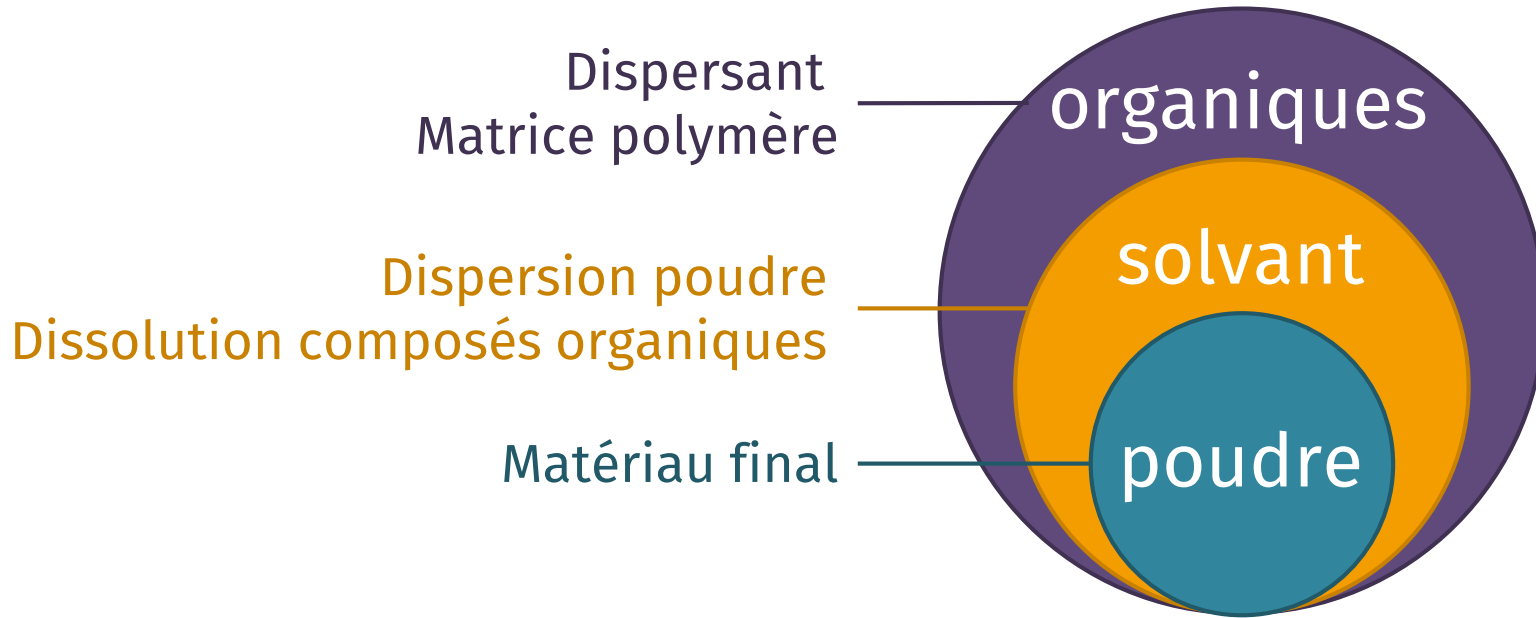 Dispersant
Matrice polymère
organiques
Dispersion poudre
Dissolution composés organiques
solvant
Matériau final
poudre